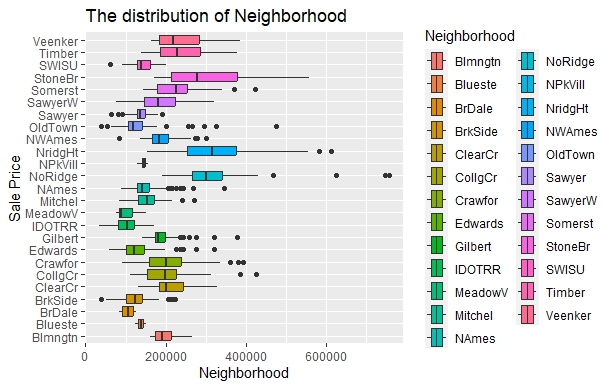 The distribution of Neighborhood
Sale Price
Veenker
Timber
SWISU
StoneBr
Somerst
SawyerW
Sawyer
OldTown
NWAmes
NridgHt
NPkVill
NoRidge
NAmes
Mitchel
MeadowV
IDOTRR
Gilbert
Edwards
Crawfor
CollgCr
ClearCr
BrkSide
BrDale
Blueste
Blmngtn
0 200000 400000 600000
Neighborhood
Neighborhood
Blmngtn
Blueste
BrDale
BrkSide
ClearCr
CollgCr
Crawfor
Edwards
Gilbert
IDOTRR
MeadowV
Mitchel
NAmes
NoRidge
NPkVill
NridgHt
NWAmes
OldTown
Sawyer
SawyerW
Somerst
StoneBr
SWISU
Timber
Veenker